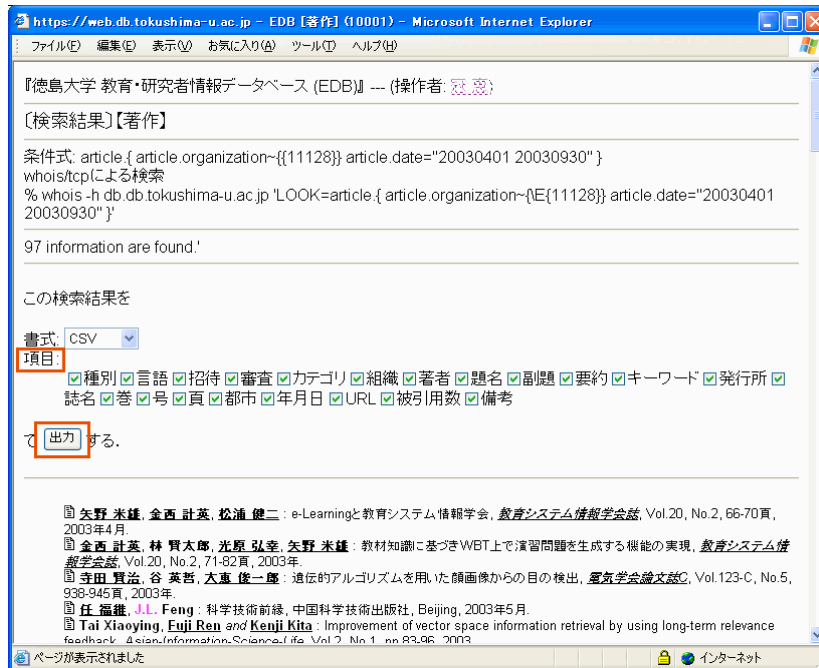 https://web.db.tokushima-u.ac.jp - EDB [著作] (10001) - Microsoft Internet Explorer
ファイル(F) 編集(E) 表示(V) お気に入り(A) ツール(T) ヘルプ(H)
『徳島大学 教育・研究者情報データベース (EDB)』 --- (操作者: )
〔検索結果〕【著作】
条件式: article.{ article.organization~{{11128}} article.date="20030401 20030930" }
whois/tcpによる検索
% whois -h db.db.tokushima-u.ac.jp 'LOOK=article.{ article.organization~{\E{11128}} article.date="20030401
20030930" }'
97 information are found.'
この検索結果を
書式: CSV
項目:
種別 言語 招待 審査 カテゴリ 組織 著者 題名 副題 要約 キーワード 発行所
誌名 巻 号 頁 都市 年月日 URL 被引用数 備考
で 出力 する.
矢野 米雄, 金西 計英, 松浦 健二 : e-Learningと教育システム情報学会, 教育システム情報学会誌, Vol.20, No.2, 66-70頁,
2003年4月.
金西 計英, 林 賢太郎, 光原 弘幸, 矢野 米雄 : 教材知識に基づきWBT上で演習問題を生成する機能の実現, 教育システム情
報学会誌, Vol.20, No.2, 71-82頁, 2003年.
寺田 賢治, 谷 英哲, 大恵 俊一郎 : 遺伝的アルゴリズムを用いた顔画像からの目の検出, 電気学会論文誌C, Vol.123-C, No.5,
938-945頁, 2003年.
任 福継, J.L. Feng : 科学技術前縁, 中国科学技術出版社, Beijing, 2003年5月.
Tai Xiaoying, Fuji Ren and Kenji Kita : Improvement of vector space information retrieval by using long-term relevance
feedback, Asian-Information-Science-Life, Vol.2, No.1, pp.83-96, 2003.
ページが表示されました インターネット